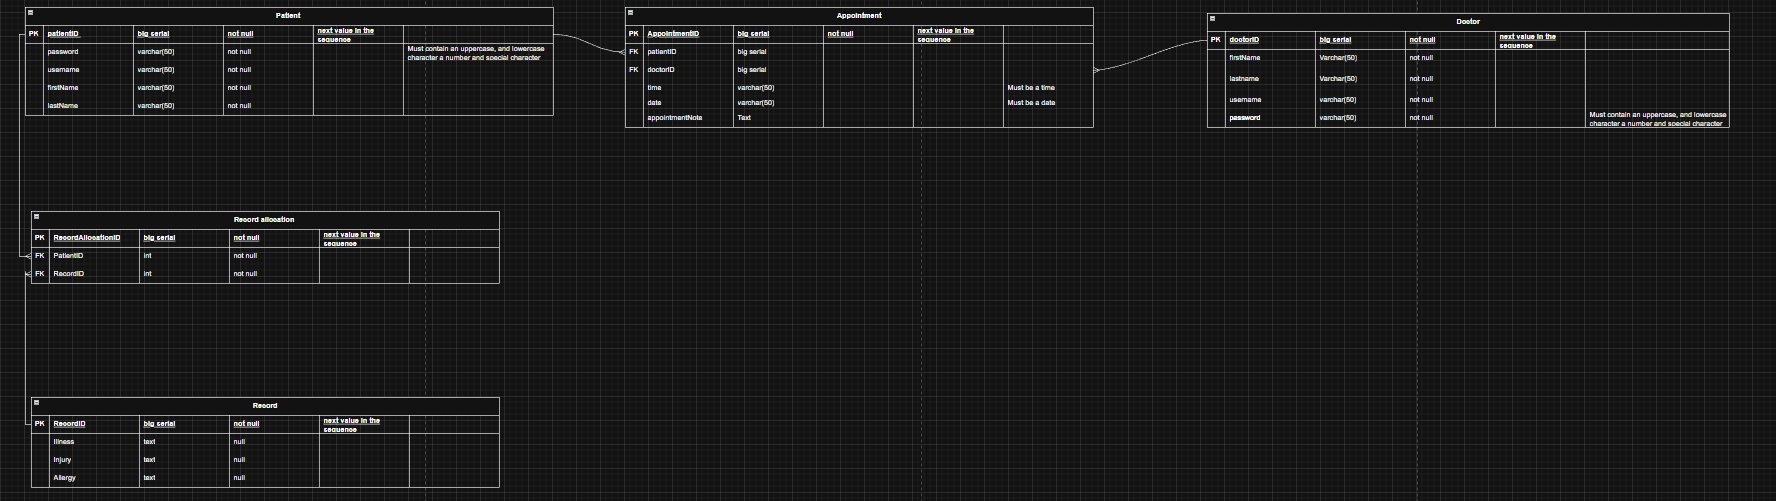 Patient
PK patientID big serial not null next value in the
sequence
password varchar(50) not null Must contain an uppercase, and lowercase
character a number and special character
username varchar(50) not null
firstName varchar(50) not null
lastName varchar(50) not null
Appointment
PK AppointmentID big serial not null next value in the
sequence
FK patientID big serial
FK doctorID big serial
time varchar(50) Must be a time
date varchar(50) Must be a date
appointmentNote Text
Doctor
PK doctorID big serial not null next value in the
sequence
firstName Varchar(50) not null
lastname Varchar(50) not null
username varchar(50) not null
password varchar(50) not null Must contain an uppercase, and lowercase
character a number and special character
Record allocation
PK RecordAllocationID big serial not null next value in the
sequence
FK PatientID int not null
FK RecordID int not null
Record
PK RecordID big serial not null next value in the
sequence
Illness text null
Injury text null
Allergy text null